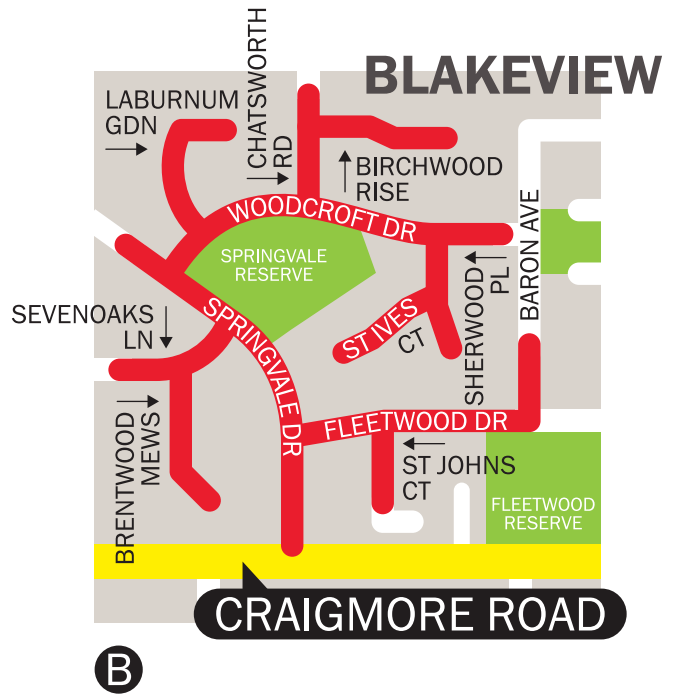 BLAKEVIEW
LABURNUM
GDN
CHATSWORTH
RD
BIRCHWOOD
RISE
WOODCROFT DR
SPRINGVALE
RESERVE
BARON AVE
SHERWOOD
PL
SEVENOAKS
LN
SPRINGVALE DR
ST IVES
CT
FLEETWOOD DR
BRENTWOOD
MEWS
ST JOHNS
CT
FLEETWOOD
RESERVE
CRAIGMORE ROAD
B